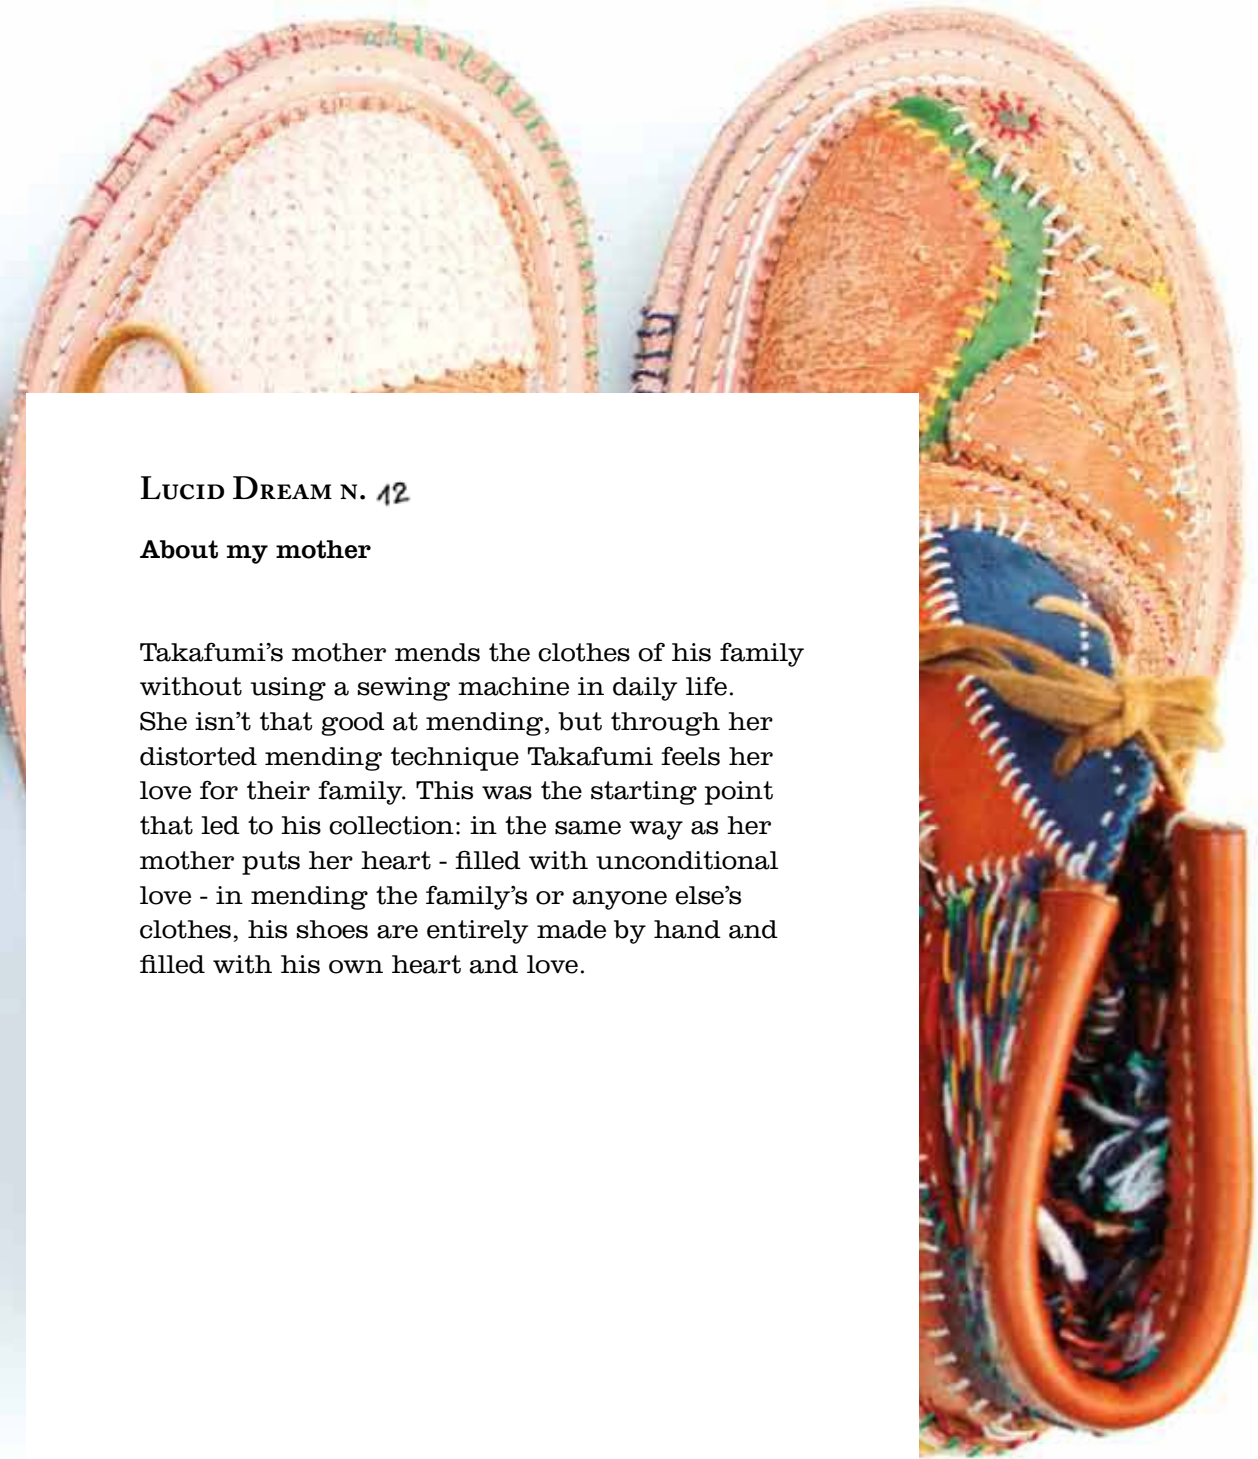 Lucid Dream n. 12
About my mother
Takafumi’s mother mends the clothes of his family
without using a sewing machine in daily life.
She isn’t that good at mending, but through her
distorted mending technique Takafumi feels her
love for their family. This was the starting point
that led to his collection: in the same way as her
mother puts her heart - filled with unconditional
love - in mending the family’s or anyone else’s
clothes, his shoes are entirely made by hand and
filled with his own heart and love.